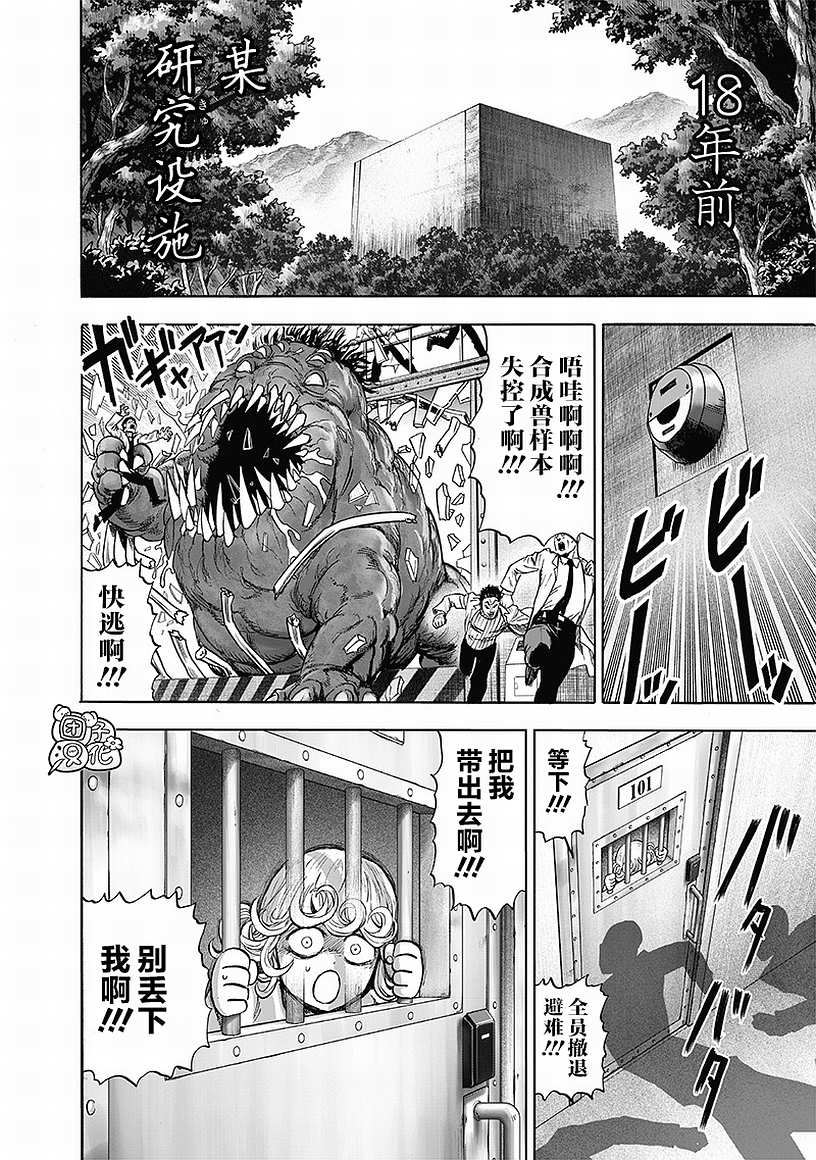 18年前
某
研究设施
きゅ
ビーッ
ビーッ
唔哇啊啊啊!!!
合成兽样本
失控了啊!!!
ガギャアアン
快逃啊!!!
等下!!!
101
バタ
バタ
全员撤退
避难!!!
把我
带出去啊!!!
别丢下
我啊!!!
团子
汉化